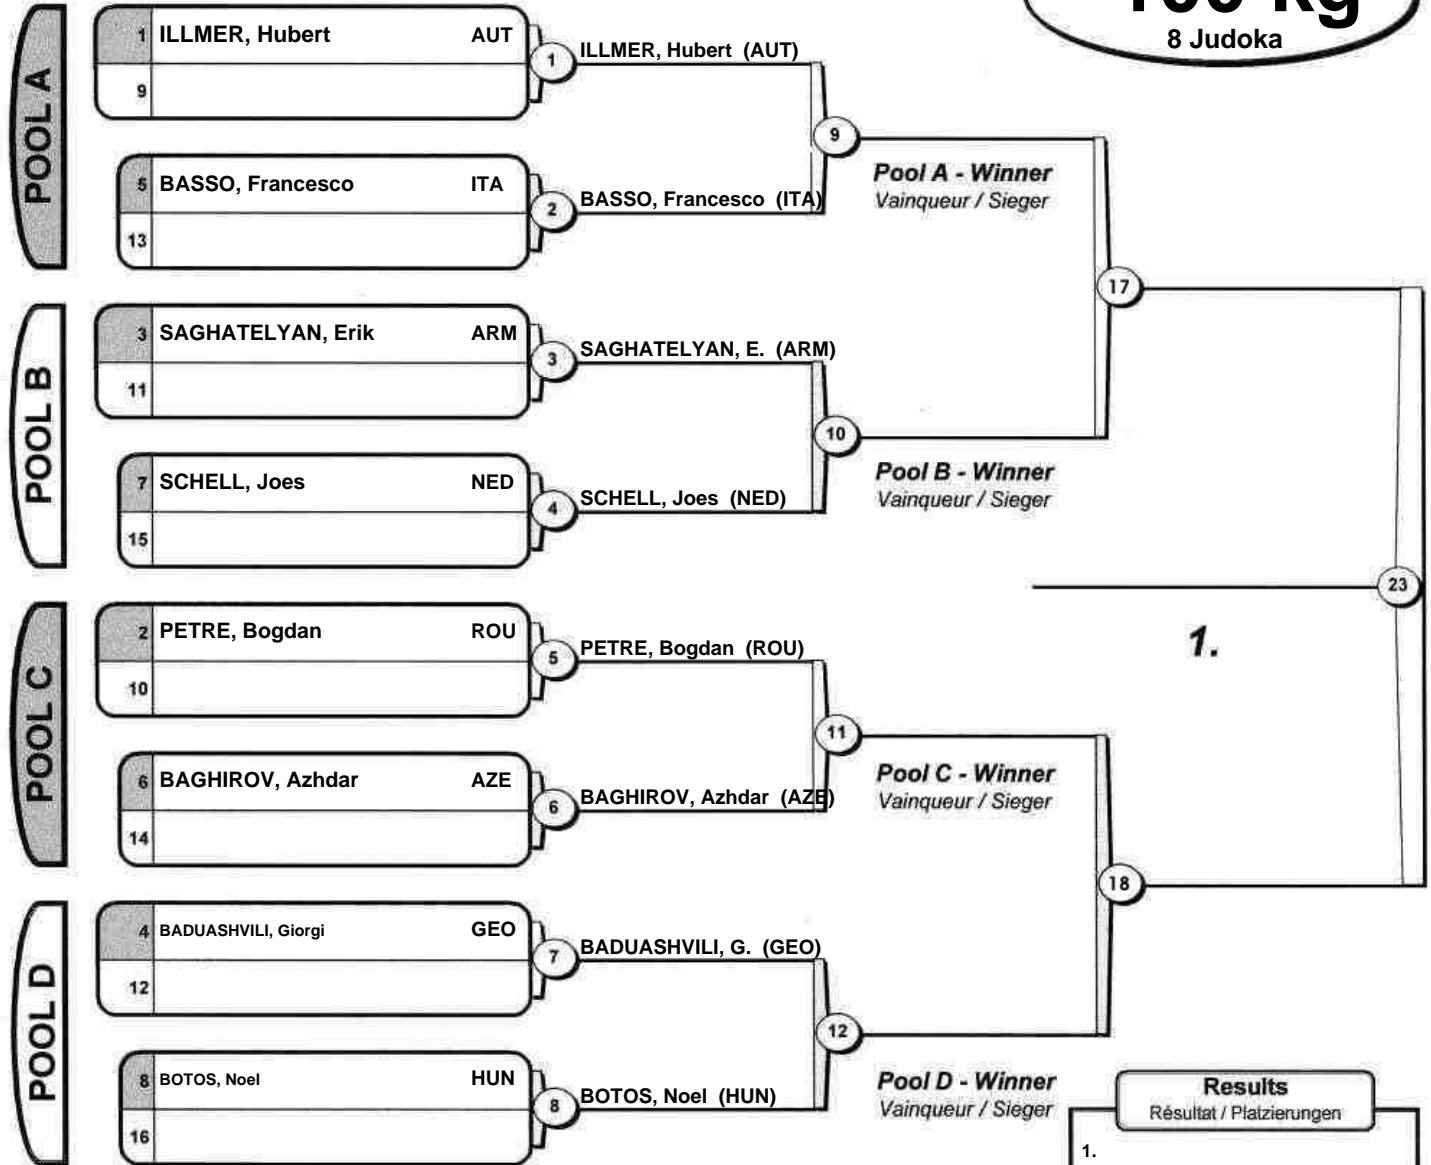 8 Judoka
POOL A
1 ILLMER, Hubert AUT
9
1
ILLMER, Hubert (AUT)
5 BASSO, Francesco ITA
13
2
BASSO, Francesco (ITA)
9
Pool A - Winner
Vainqueur / Sieger
17
POOL B
3 SAGHATELYAN, Erik ARM
11
3
SAGHATELYAN, E. (ARM)
7 SCHELL, Joes NED
15
4
SCHELL, Joes (NED)
10
Pool B - Winner
Vainqueur / Sieger
23
1.
POOL C
2 PETRE, Bogdan ROU
10
5
PETRE, Bogdan (ROU)
6 BAGHIROV, Azhdar AZE
14
6
BAGHIROV, Azhdar (AZE)
11
Pool C - Winner
Vainqueur / Sieger
18
POOL D
4 BADUASHVILI, Giorgi GEO
12
7
BADUASHVILI, G. (GEO)
8 BOTOS, Noel HUN
16
8
BOTOS, Noel (HUN)
12
Pool D - Winner
Vainqueur / Sieger
Results
Résultat / Platzierungen
1.